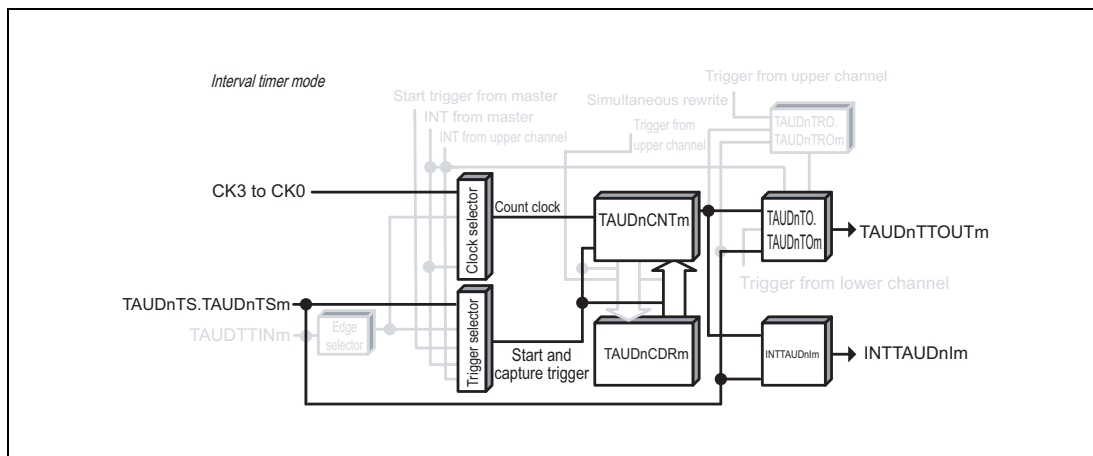 Interval timer mode
Trigger from upper channel
Start trigger from master
Simultaneous rewrite
INT from master
INT from upper channel
Trigger from
upper channel
TAUDnTRO.
TAUDnTROm
CK3 to CK0
Clock selector
Count clock
TAUDnCNTm
TAUDnTO.
TAUDnTOm
TAUDnTTOUTm
Trigger from lower channel
TAUDnTS.TAUDnTSm
TAUDTTINm
Edge
selector
Trigger selector
Start and
capture trigger
TAUDnCDRm
INTTAUDnIm
INTTAUDnIm